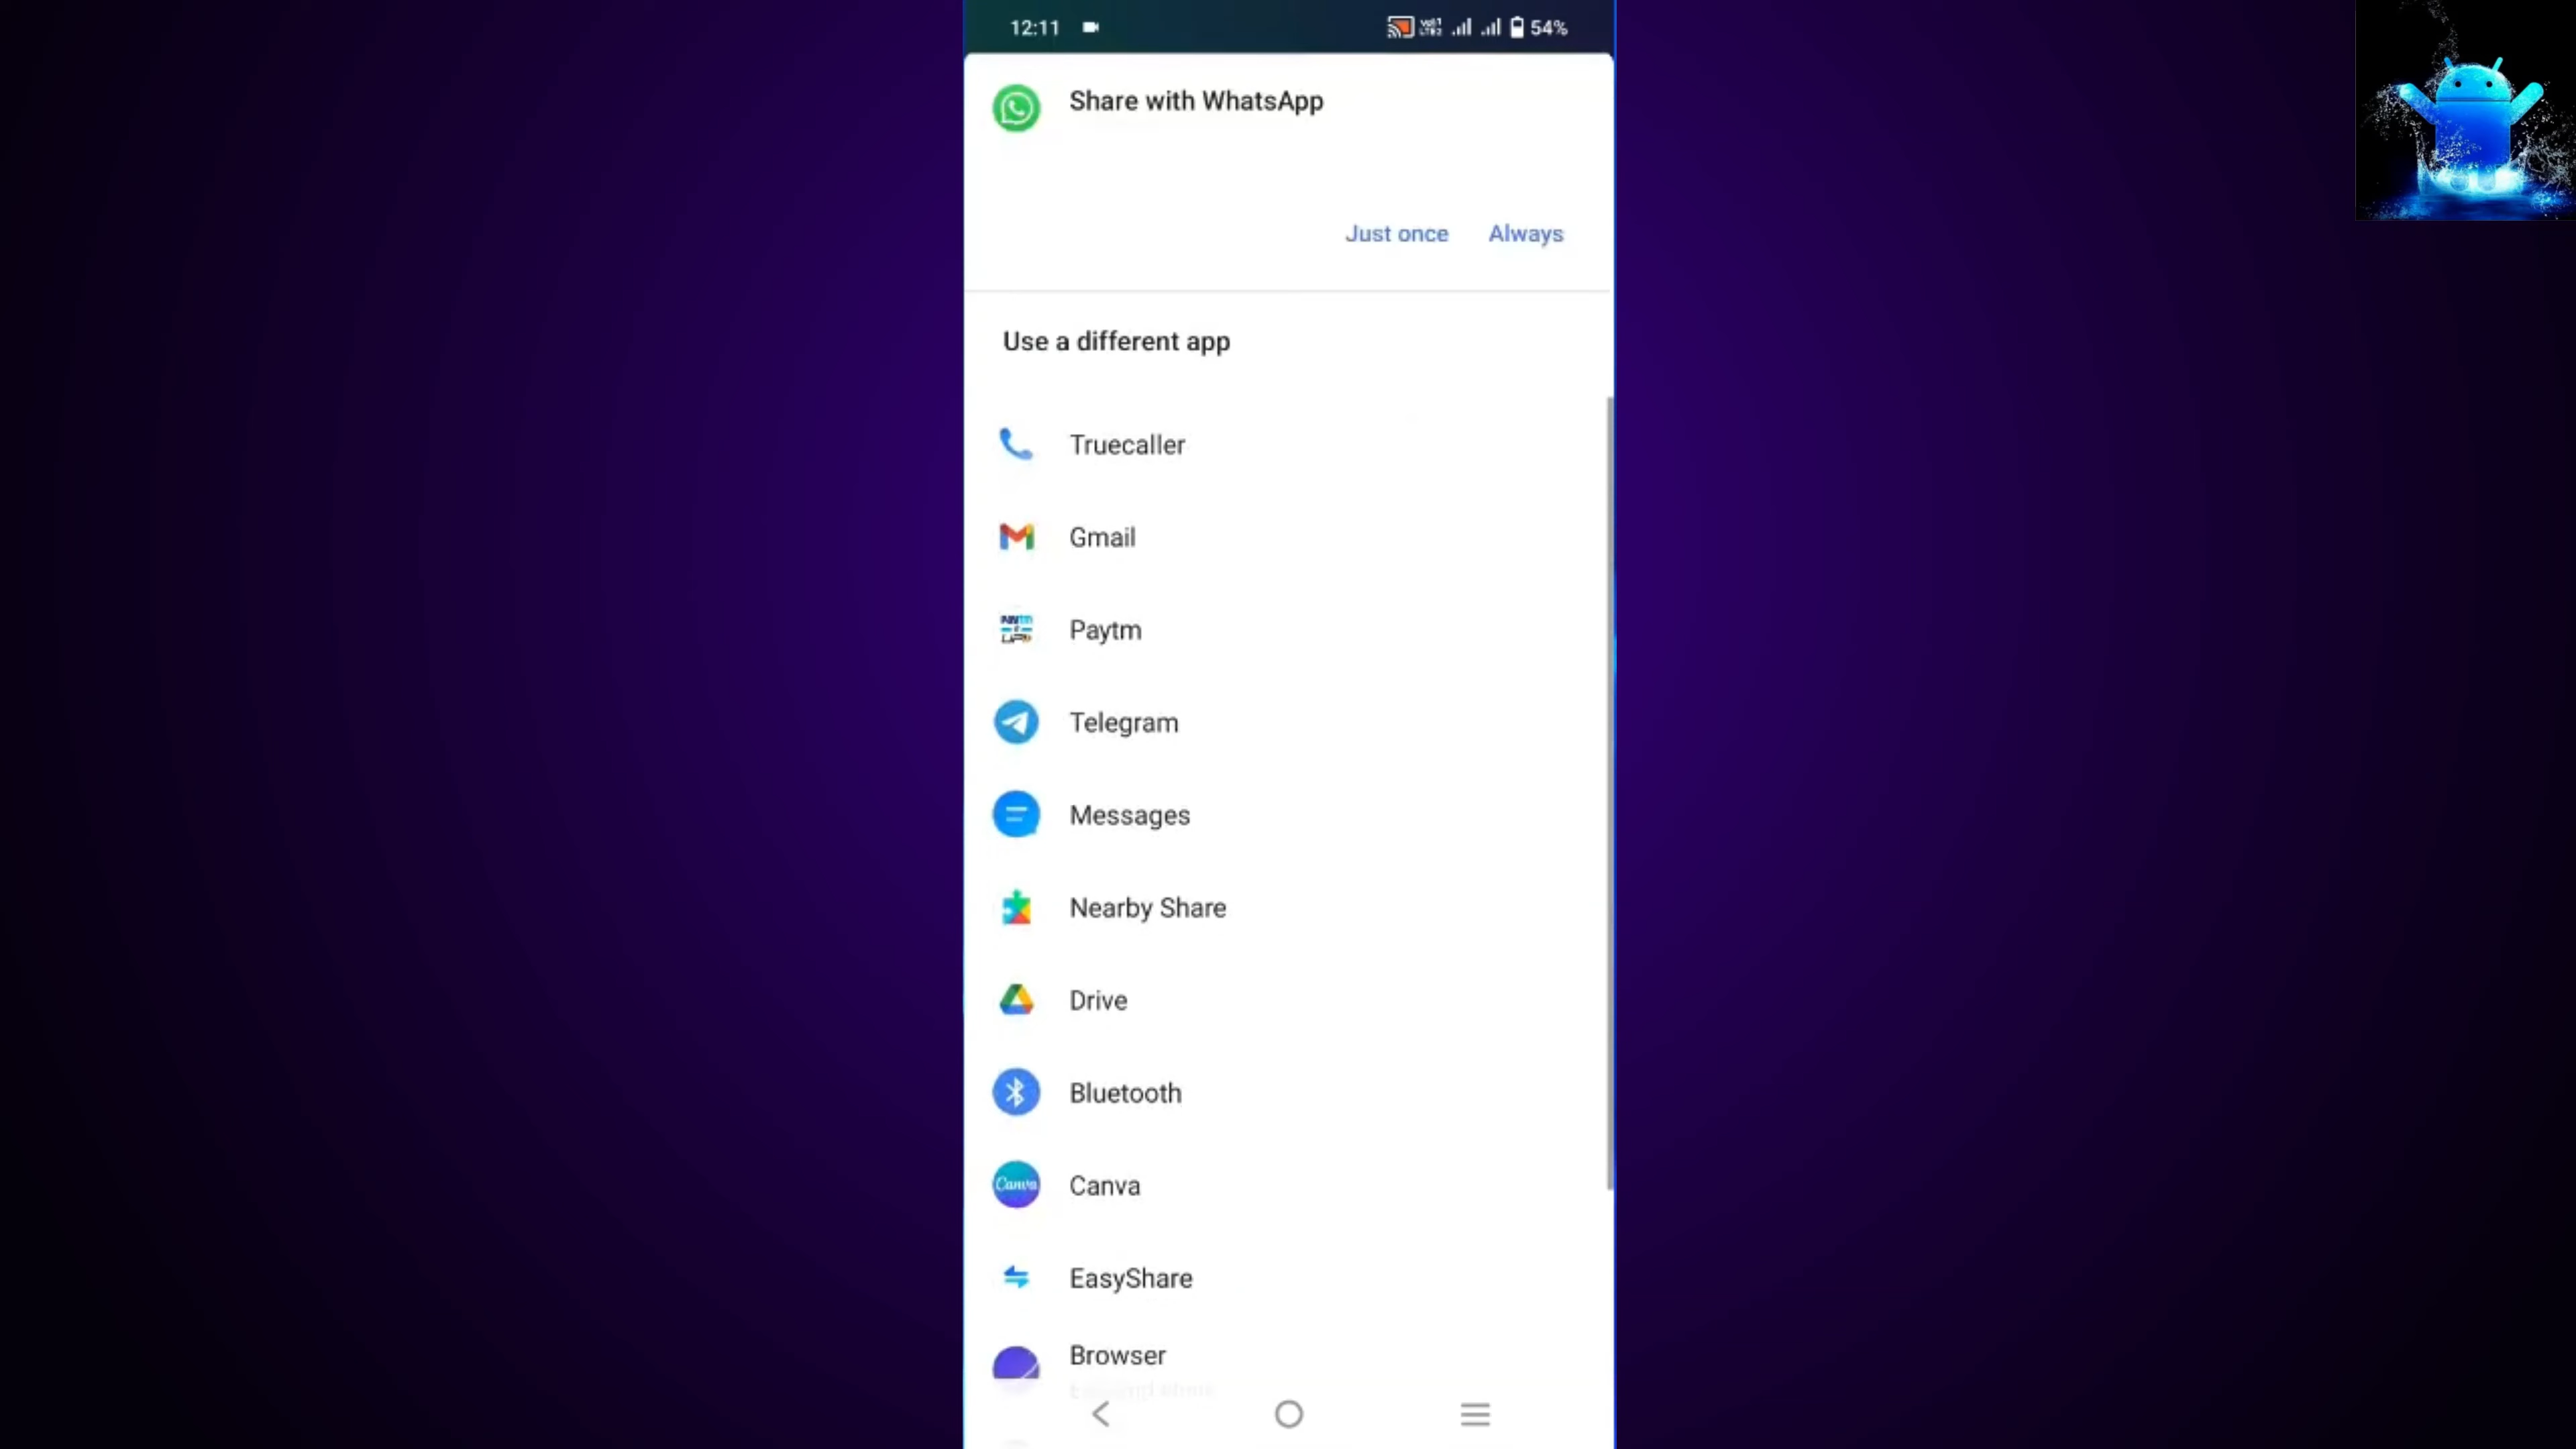 12:11
54%
Share with WhatsApp
Just once Always
Use a different app
Truecaller
Gmail
Paytm
Telegram
Messages
Nearby Share
Drive
Bluetooth
Canva
Canva
EasyShare
Browser